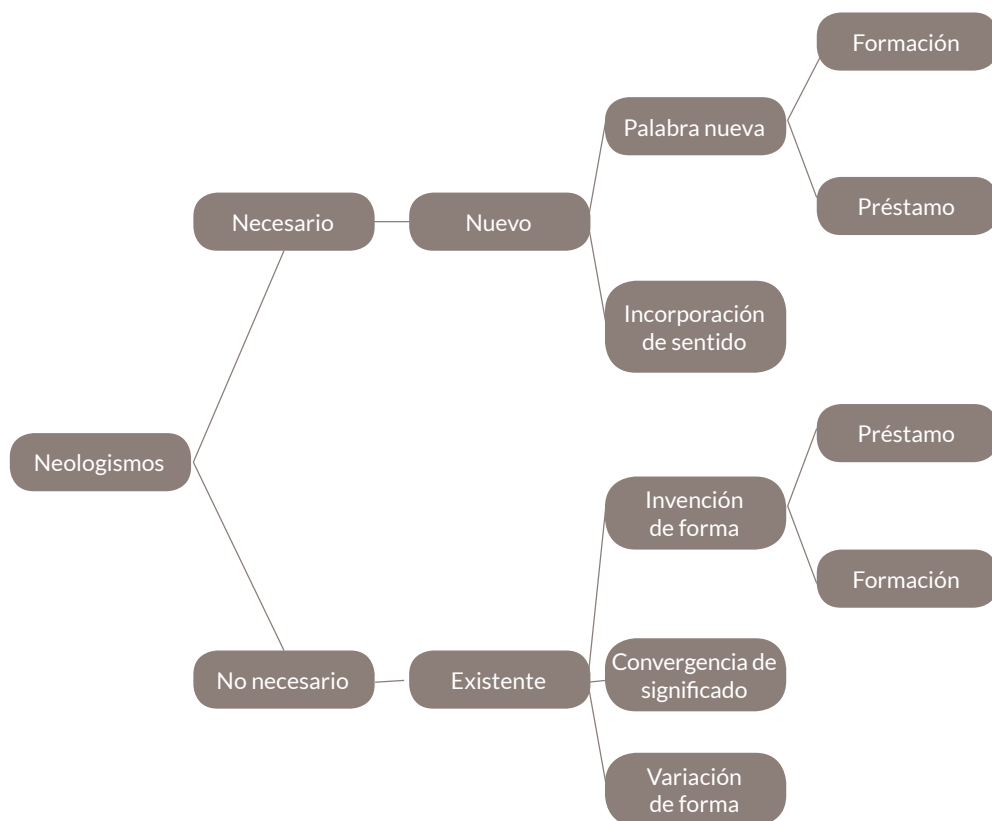 Formación
Palabra nueva
Préstamo
Necesario
Nuevo
Incorporación
de sentido
Préstamo
Neologismos
Invención
de forma
Formación
No necesario
Existente
Convergencia de
significado
Variación
de forma